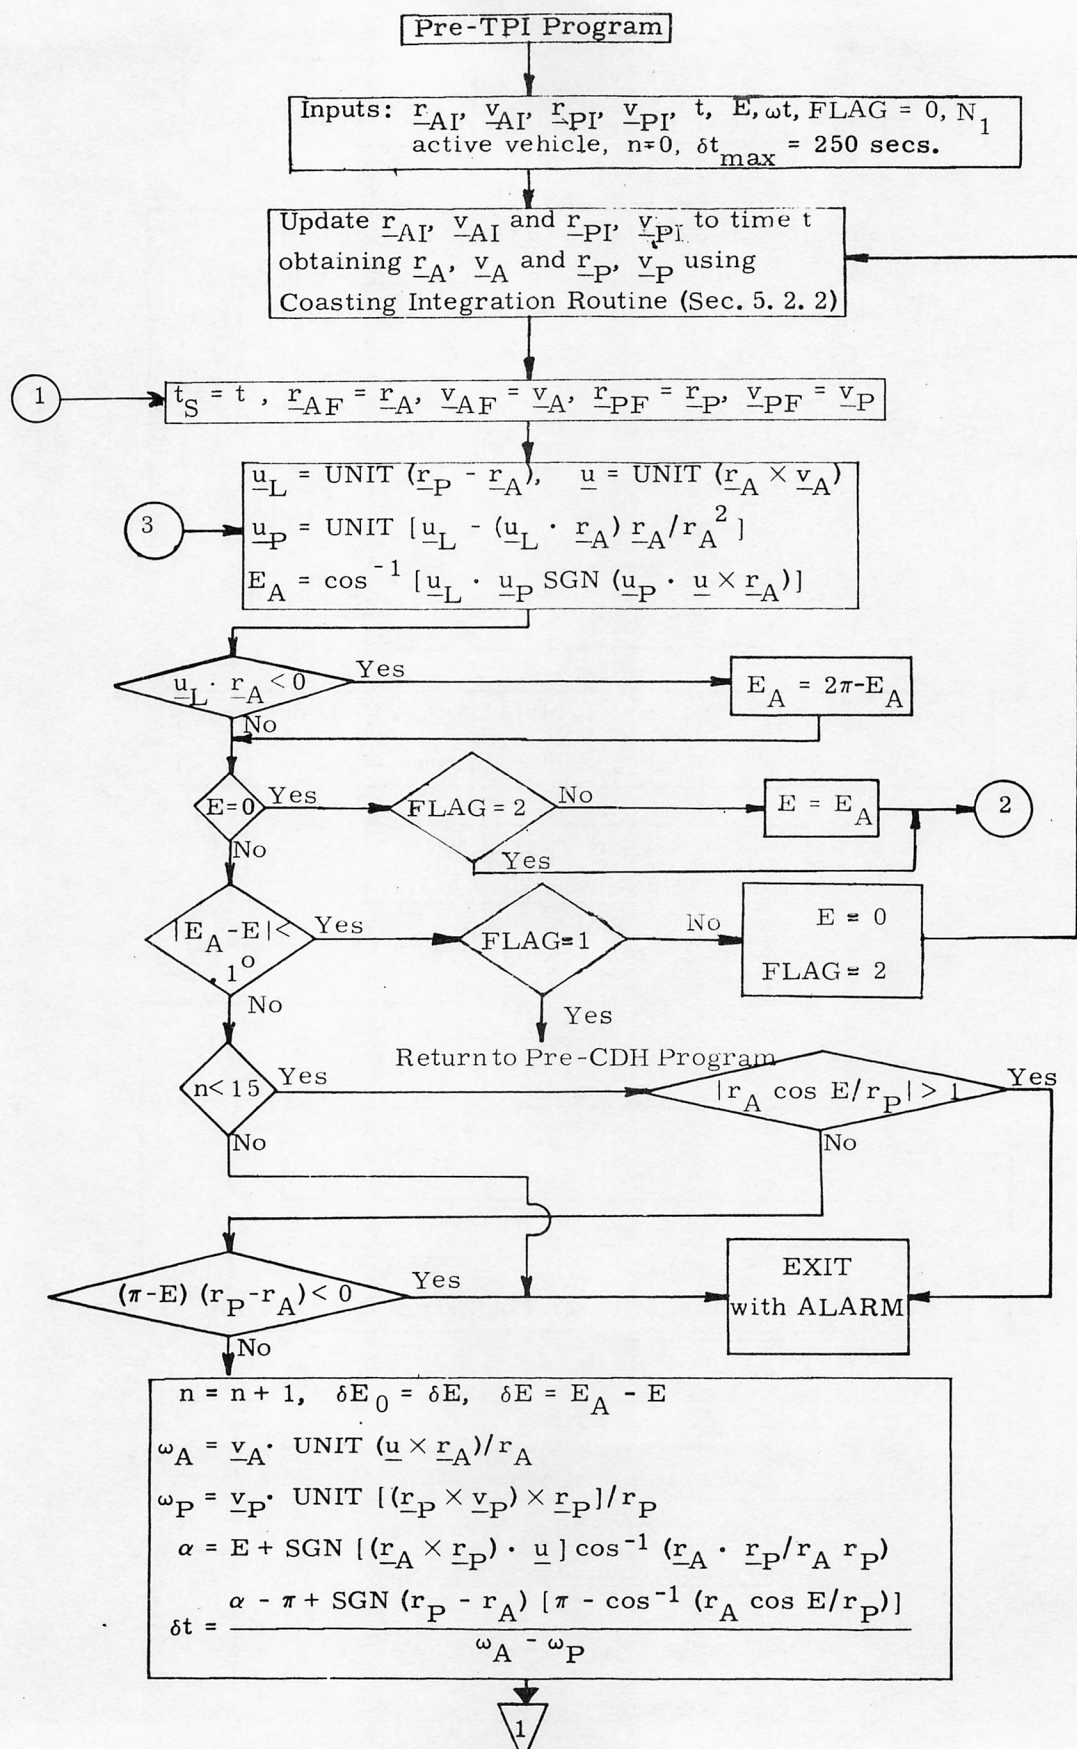 Pre-TPI Program
Inputs: r_AI, v_AI, r_PI, v_PI, t, E, ωt, FLAG = 0, N_1
active vehicle, n=0, δt_max = 250 secs.
Update r_AI, v_AI and r_PI, v_PI to time t
obtaining r_A, v_A and r_P, v_P using
Coasting Integration Routine (Sec. 5. 2. 2)
1
t_S = t , r_AF = r_A, v_AF = v_A, r_PF = r_P, v_PF = v_P
u_L = UNIT (r_P - r_A), u = UNIT (r_A × v_A)
3
u_P = UNIT [u_L - (u_L · r_A) r_A/r_A^2]
E_A = cos^-1 [u_L · u_P SGN (u_P · u × r_A)]
u_L · r_A < 0
Yes
E_A = 2π-E_A
No
E=0
Yes
FLAG = 2
No
E = E_A
2
No
Yes
|E_A -E| <
.1°
Yes
FLAG=1
No
E = 0
FLAG = 2
No
Yes
Return to Pre-CDH Program
n<15
Yes
|r_A cos E/r_P| > 1
Yes
No
No
(π-E) (r_P-r_A) < 0
Yes
EXIT
with ALARM
No
n = n + 1, δE_0 = δE, δE = E_A - E
ω_A = v_A · UNIT (u × r_A)/r_A
ω_P = v_P · UNIT [(r_P × v_P) × r_P]/r_P
α = E + SGN [(r_A × r_P) · u ] cos^-1 (r_A · r_P/r_A r_P)
α - π + SGN (r_P - r_A) [π - cos^-1 (r_A cos E/r_P)]
δt =
ω_A - ω_P
1